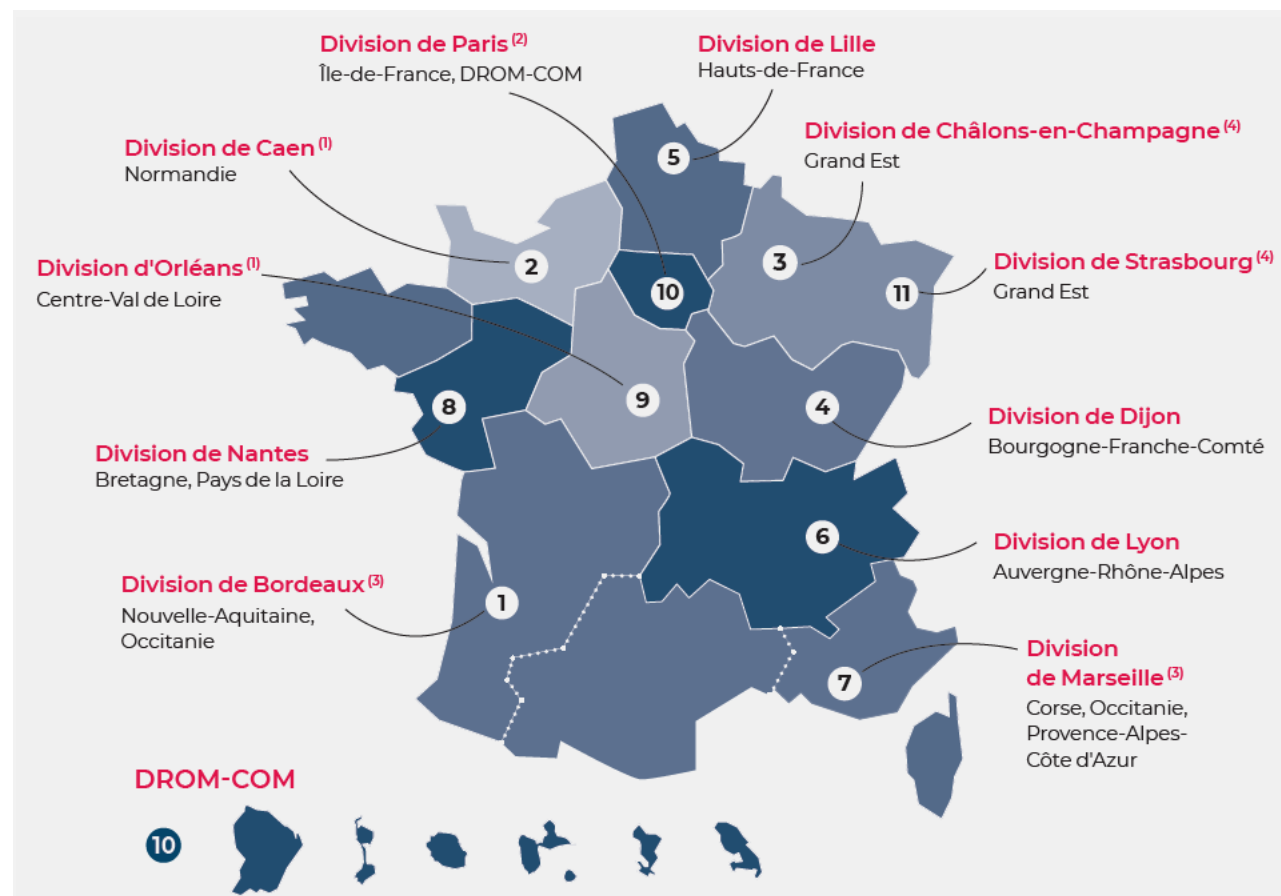 Division de Paris (2)
Île-de-France, DROM-COM
Division de Lille
Hauts-de-France
Division de Caen (1)
Normandie
Division de Châlons-en-Champagne (4)
Grand Est
Division d'Orléans (1)
Centre-Val de Loire
Division de Strasbourg (4)
Grand Est
5
2
3
10
11
8
9
4
Division de Nantes
Bretagne, Pays de la Loire
Division de Dijon
Bourgogne-Franche-Comté
6
Division de Lyon
Auvergne-Rhône-Alpes
Division de Bordeaux (3)
Nouvelle-Aquitaine,
Occitanie
1
7
Division
de Marseille (3)
Corse, Occitanie,
Provence-Alpes-
Côte d'Azur
DROM-COM
10